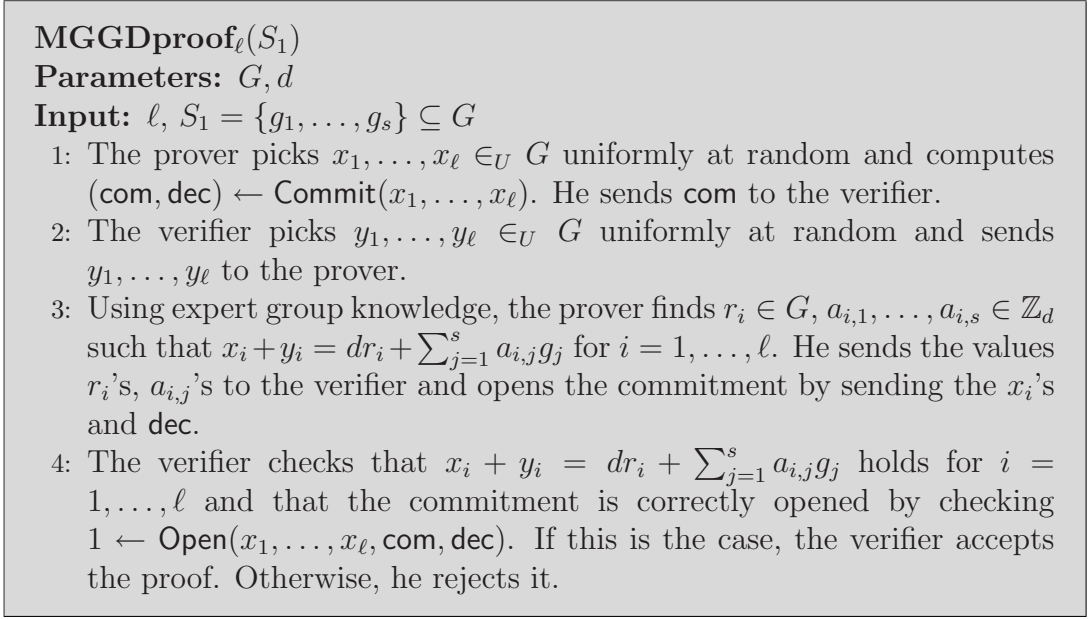 MGGDproof_ℓ(S_1)
Parameters: G, d
Input: ℓ, S_1 = {g_1, . . . , g_s} ⊆ G
1: The prover picks x_1, . . . , x_ℓ ∈_U G uniformly at random and computes
(com, dec) ← Commit(x_1, . . . , x_ℓ). He sends com to the verifier.
2: The verifier picks y_1, . . . , y_ℓ ∈_U G uniformly at random and sends
y_1, . . . , y_ℓ to the prover.
3: Using expert group knowledge, the prover finds r_i ∈ G, a_{i,1}, . . . , a_{i,s} ∈ ℤ_d
such that x_i + y_i = dr_i + ∑_{j=1}^s a_{i,j}g_j for i = 1, . . . , ℓ. He sends the values
r_i's, a_{i,j}'s to the verifier and opens the commitment by sending the x_i's
and dec.
4: The verifier checks that x_i + y_i = dr_i + ∑_{j=1}^s a_{i,j}g_j holds for i =
1, . . . , ℓ and that the commitment is correctly opened by checking
1 ← Open(x_1, . . . , x_ℓ, com, dec). If this is the case, the verifier accepts
the proof. Otherwise, he rejects it.